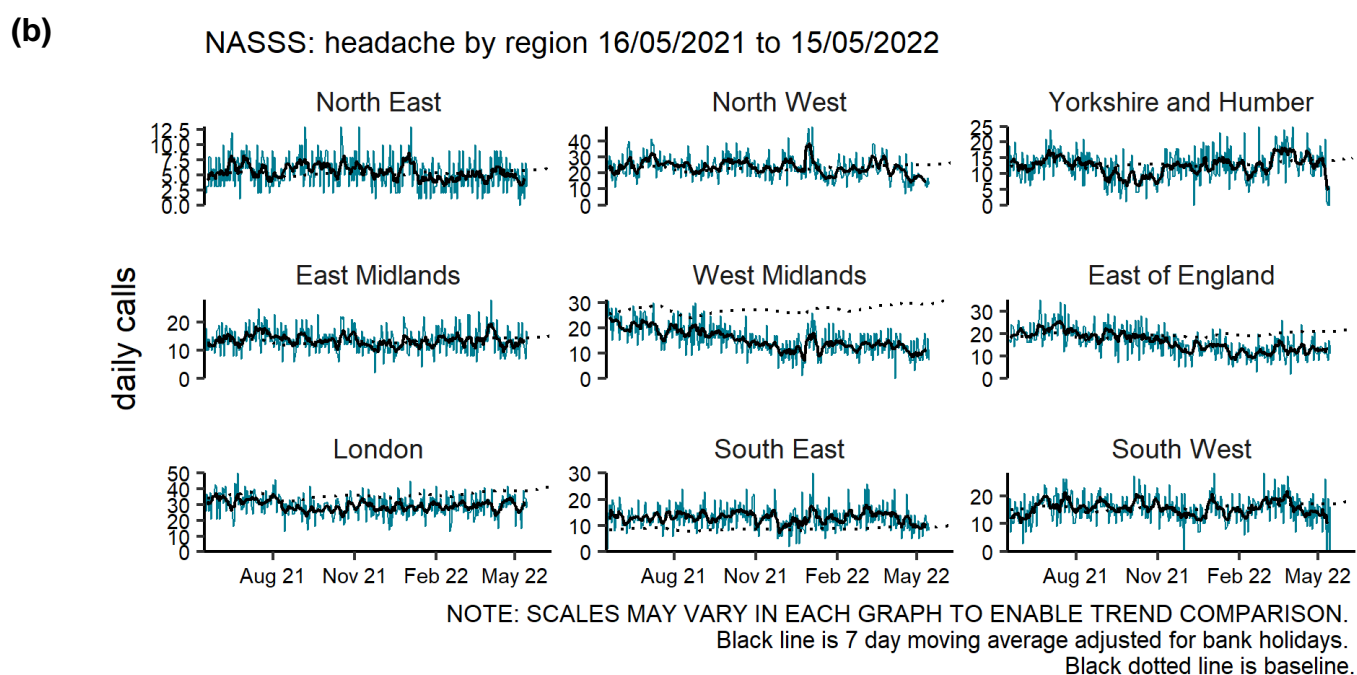 (b)
NASSS: headache by region 16/05/2021 to 15/05/2022
daily calls
North East
12.5
10.0
7.5
5.0
2.5
0.0
North West
40
30
20
10
0
Yorkshire and Humber
25
20
15
10
5
0
East Midlands
20
10
0
West Midlands
30
20
10
0
East of England
30
20
10
0
London
50
40
30
20
10
0
South East
30
20
10
0
South West
20
10
0
Aug 21 Nov 21 Feb 22 May 22
Aug 21 Nov 21 Feb 22 May 22
Aug 21 Nov 21 Feb 22 May 22
NOTE: SCALES MAY VARY IN EACH GRAPH TO ENABLE TREND COMPARISON.
Black line is 7 day moving average adjusted for bank holidays.
Black dotted line is baseline.